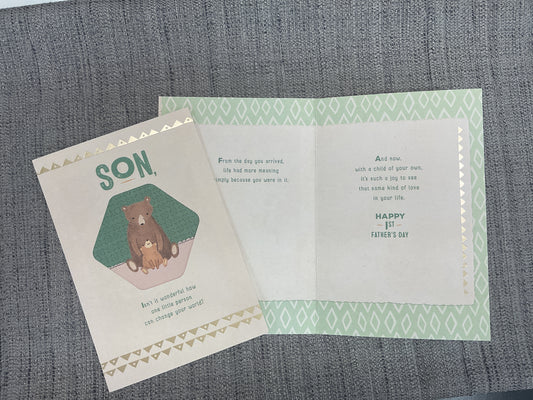 SON,
Isn't it wonderful how
one little person
can change your world?
From the day you arrived,
life had more meaning
simply because you were in it.
And now,
with a child of your own,
it's such a joy to see
that same kind of love
in your life.
HAPPY
1ST
FATHER'S DAY